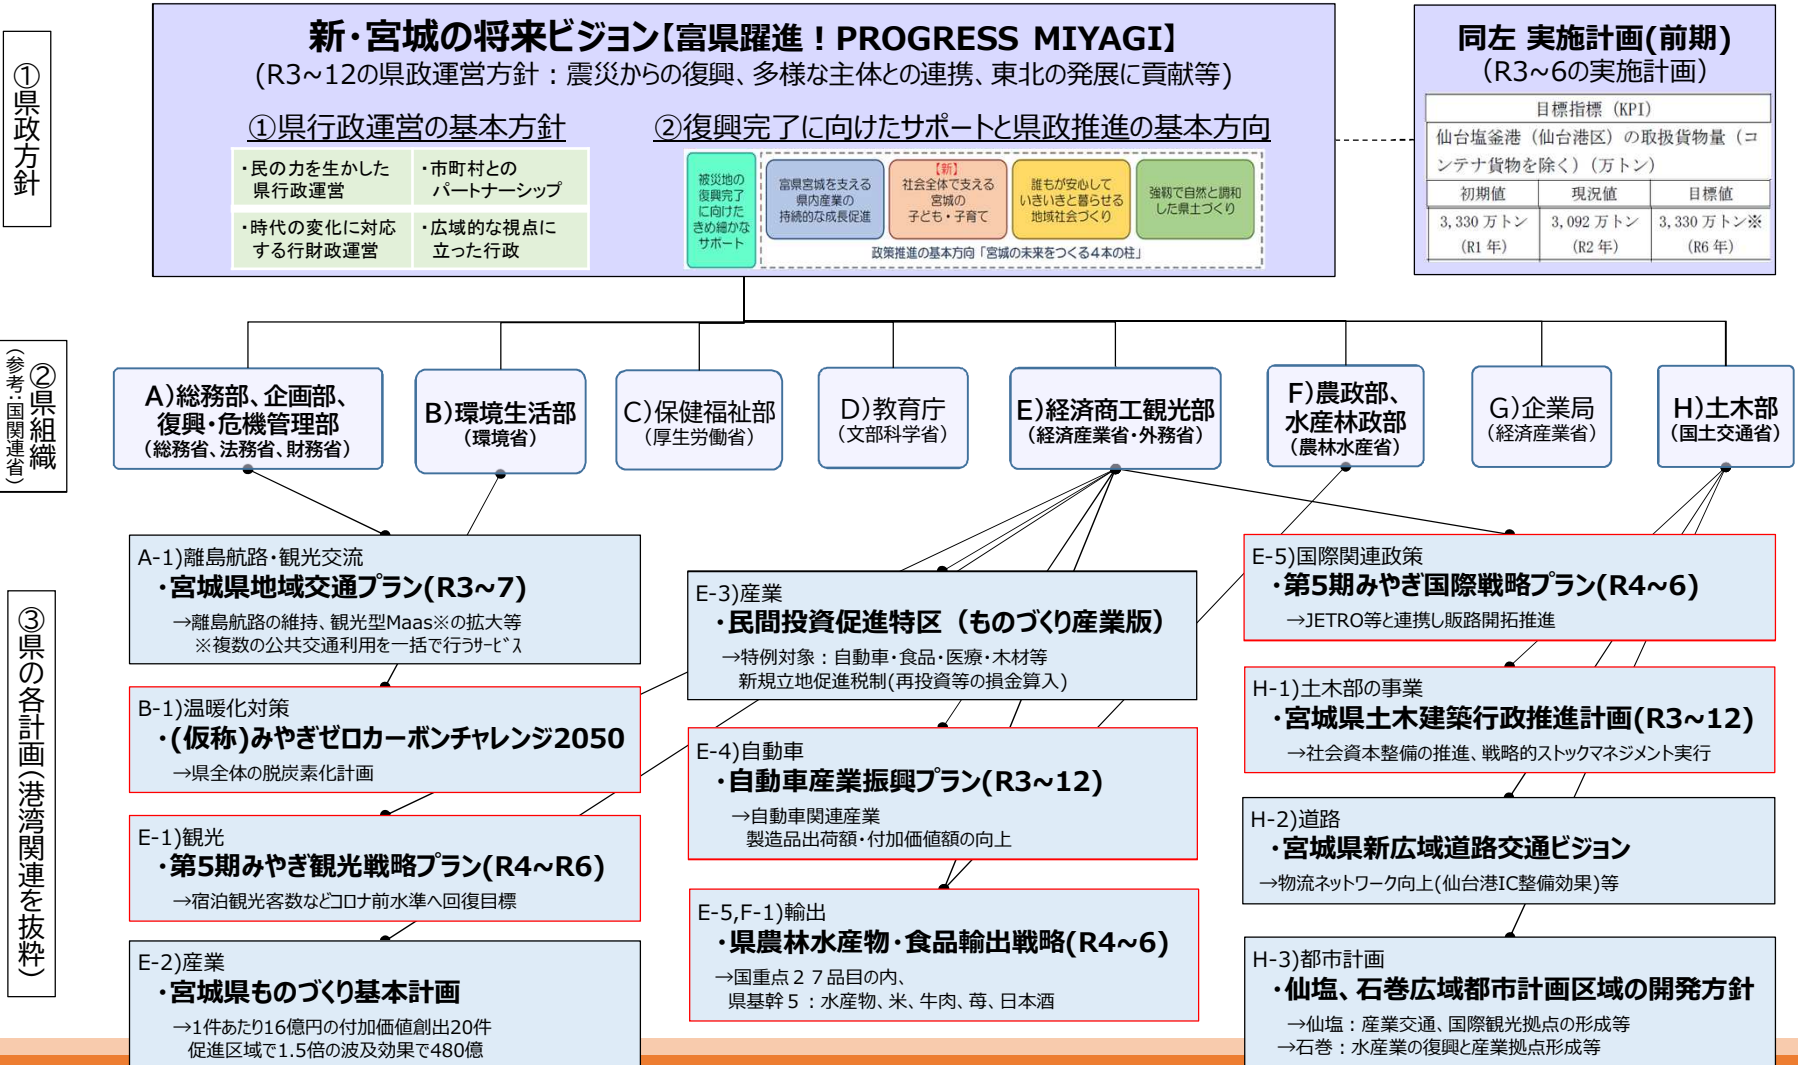 ①県政方針
新・宮城の将来ビジョン【富県躍進！PROGRESS MIYAGI】
(R3~12の県政運営方針：震災からの復興、多様な主体との連携、東北の発展に貢献等)
①県行政運営の基本方針
・民の力を生かした
県行政運営
・市町村との
パートナーシップ
・時代の変化に対応
する行財政運営
・広域的な視点に
立った行政
②復興完了に向けたサポートと県政推進の基本方向
被災地の
復興完了
に向けた
きめ細かな
サポート
富県宮城を支える
県内産業の
持続的な成長促進
【新】
社会全体で支える
宮城の
子ども・子育て
誰もが安心して
いきいきと暮らせる
地域社会づくり
強靭で自然と調和
した県土づくり
政策推進の基本方向「宮城の未来をつくる４本の柱」
同左 実施計画(前期)
（R3~6の実施計画）
目標指標（KPI）
仙台塩釜港（仙台港区）の取扱貨物量（コ
ンテナ貨物を除く）（万トン）
初期値 現況値 目標値
3,330 万トン 3,092 万トン 3,330 万トン※
(R1 年) (R2 年) (R6 年)
②県組織
(参考：国関連省)
A)総務部、企画部、
復興・危機管理部
(総務省、法務省、財務省)
B)環境生活部
(環境省)
C)保健福祉部
(厚生労働省)
D)教育庁
(文部科学省)
E)経済商工観光部
(経済産業省・外務省)
F)農政部、
水産林政部
(農林水産省)
G)企業局
(経済産業省)
H)土木部
(国土交通省)
③県の各計画(港湾関連を抜粋)
A-1)離島航路・観光交流
・宮城県地域交通プラン(R3~7)
→離島航路の維持、観光型Maas※の拡大等
※複数の公共交通利用を一括で行うｻｰﾋﾞｽ
B-1)温暖化対策
・(仮称)みやぎゼロカーボンチャレンジ2050
→県全体の脱炭素化計画
E-1)観光
・第5期みやぎ観光戦略プラン(R4~R6)
→宿泊観光客数などコロナ前水準へ回復目標
E-2)産業
・宮城県ものづくり基本計画
→1件あたり16億円の付加価値創出20件
促進区域で1.5倍の波及効果で480億
E-3)産業
・民間投資促進特区（ものづくり産業版）
→特例対象：自動車・食品・医療・木材等
新規立地促進税制(再投資等の損金算入)
E-4)自動車
・自動車産業振興プラン(R3~12)
→自動車関連産業
製造品出荷額・付加価値額の向上
E-5,F-1)輸出
・県農林水産物・食品輸出戦略(R4~6)
→国重点２７品目の内、
県基幹５：水産物、米、牛肉、苺、日本酒
E-5)国際関連政策
・第5期みやぎ国際戦略プラン(R4~6)
→JETRO等と連携し販路開拓推進
H-1)土木部の事業
・宮城県土木建築行政推進計画(R3~12)
→社会資本整備の推進、戦略的ストックマネジメント実行
H-2)道路
・宮城県新広域道路交通ビジョン
→物流ネットワーク向上(仙台港IC整備効果)等
H-3)都市計画
・仙塩、石巻広域都市計画区域の開発方針
→仙塩：産業交通、国際観光拠点の形成等
→石巻：水産業の復興と産業拠点形成等